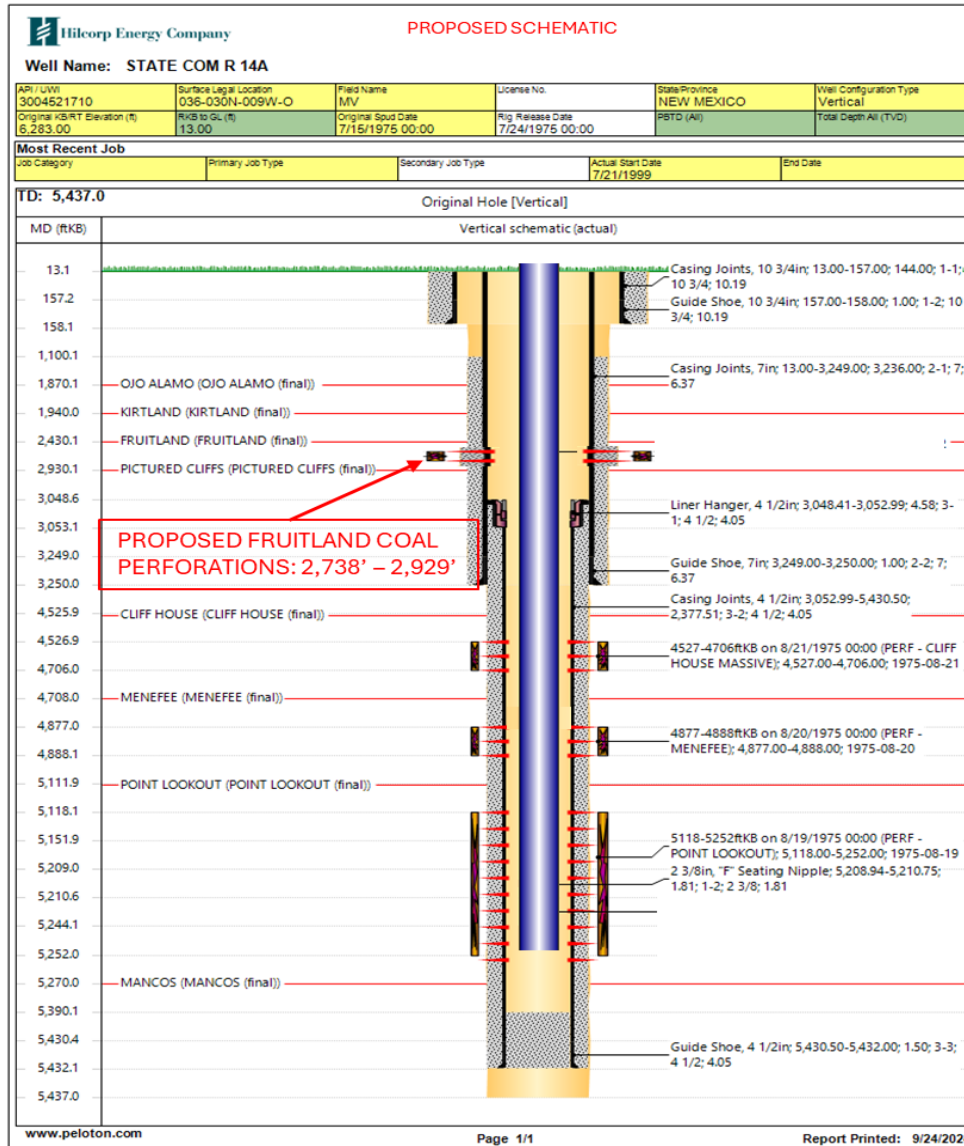 Hilcorp Energy Company
PROPOSED SCHEMATIC
Well Name: STATE COM R 14A
API / UWI
3004521710
Surface Legal Location
036-030N-009W-O
Field Name
MV
License No.
State/Province
NEW MEXICO
Well Configuration Type
Vertical
Original KB/RT Elevation (ft)
6,283.00
RKB to GL (ft)
13.00
Original Spud Date
7/15/1975 00:00
Rig Release Date
7/24/1975 00:00
PBTD (All)
Total Depth All (TVD)
Most Recent Job
Job Category
Primary Job Type
Secondary Job Type
Actual Start Date
7/21/1999
End Date
TD: 5,437.0
Original Hole [Vertical]
MD (ftKB)
Vertical schematic (actual)
13.1
Casing Joints, 10 3/4in; 13.00-157.00; 144.00; 1-1;
10 3/4; 10.19
157.2
Guide Shoe, 10 3/4in; 157.00-158.00; 1.00; 1-2; 10
3/4; 10.19
158.1
1,100.1
Casing Joints, 7in; 13.00-3,249.00; 3,236.00; 2-1; 7;
6.37
1,870.1
OJO ALAMO (OJO ALAMO (final))
1,940.0
KIRTLAND (KIRTLAND (final))
2,430.1
FRUITLAND (FRUITLAND (final))
2,930.1
PICTURED CLIFFS (PICTURED CLIFFS (final))
3,048.6
Liner Hanger, 4 1/2in; 3,048.41-3,052.99; 4.58; 3-
1; 4 1/2; 4.05
3,053.1
PROPOSED FRUITLAND COAL
PERFORATIONS: 2,738’ – 2,929’
3,249.0
Guide Shoe, 7in; 3,249.00-3,250.00; 1.00; 2-2; 7;
6.37
3,250.0
Casing Joints, 4 1/2in; 3,052.99-5,430.50;
2,377.51; 3-2; 4 1/2; 4.05
4,525.9
CLIFF HOUSE (CLIFF HOUSE (final))
4,526.9
4527-4706ftKB on 8/21/1975 00:00 (PERF - CLIFF
HOUSE MASSIVE); 4,527.00-4,706.00; 1975-08-21
4,706.0
4,708.0
MENEFEE (MENEFEE (final))
4,877.0
4877-4888ftKB on 8/20/1975 00:00 (PERF -
MENEFEE); 4,877.00-4,888.00; 1975-08-20
4,888.1
5,111.9
POINT LOOKOUT (POINT LOOKOUT (final))
5,118.1
5,151.9
5118-5252ftKB on 8/19/1975 00:00 (PERF -
POINT LOOKOUT); 5,118.00-5,252.00; 1975-08-19
5,209.0
2 3/8in, "F" Seating Nipple; 5,208.94-5,210.75;
1.81; 1-2; 2 3/8; 1.81
5,210.6
5,244.1
5,252.0
5,270.0
MANCOS (MANCOS (final))
5,390.1
5,430.4
Guide Shoe, 4 1/2in; 5,430.50-5,432.00; 1.50; 3-3;
4 1/2; 4.05
5,432.1
5,437.0
www.peloton.com
Page 1/1
Report Printed: 9/24/202